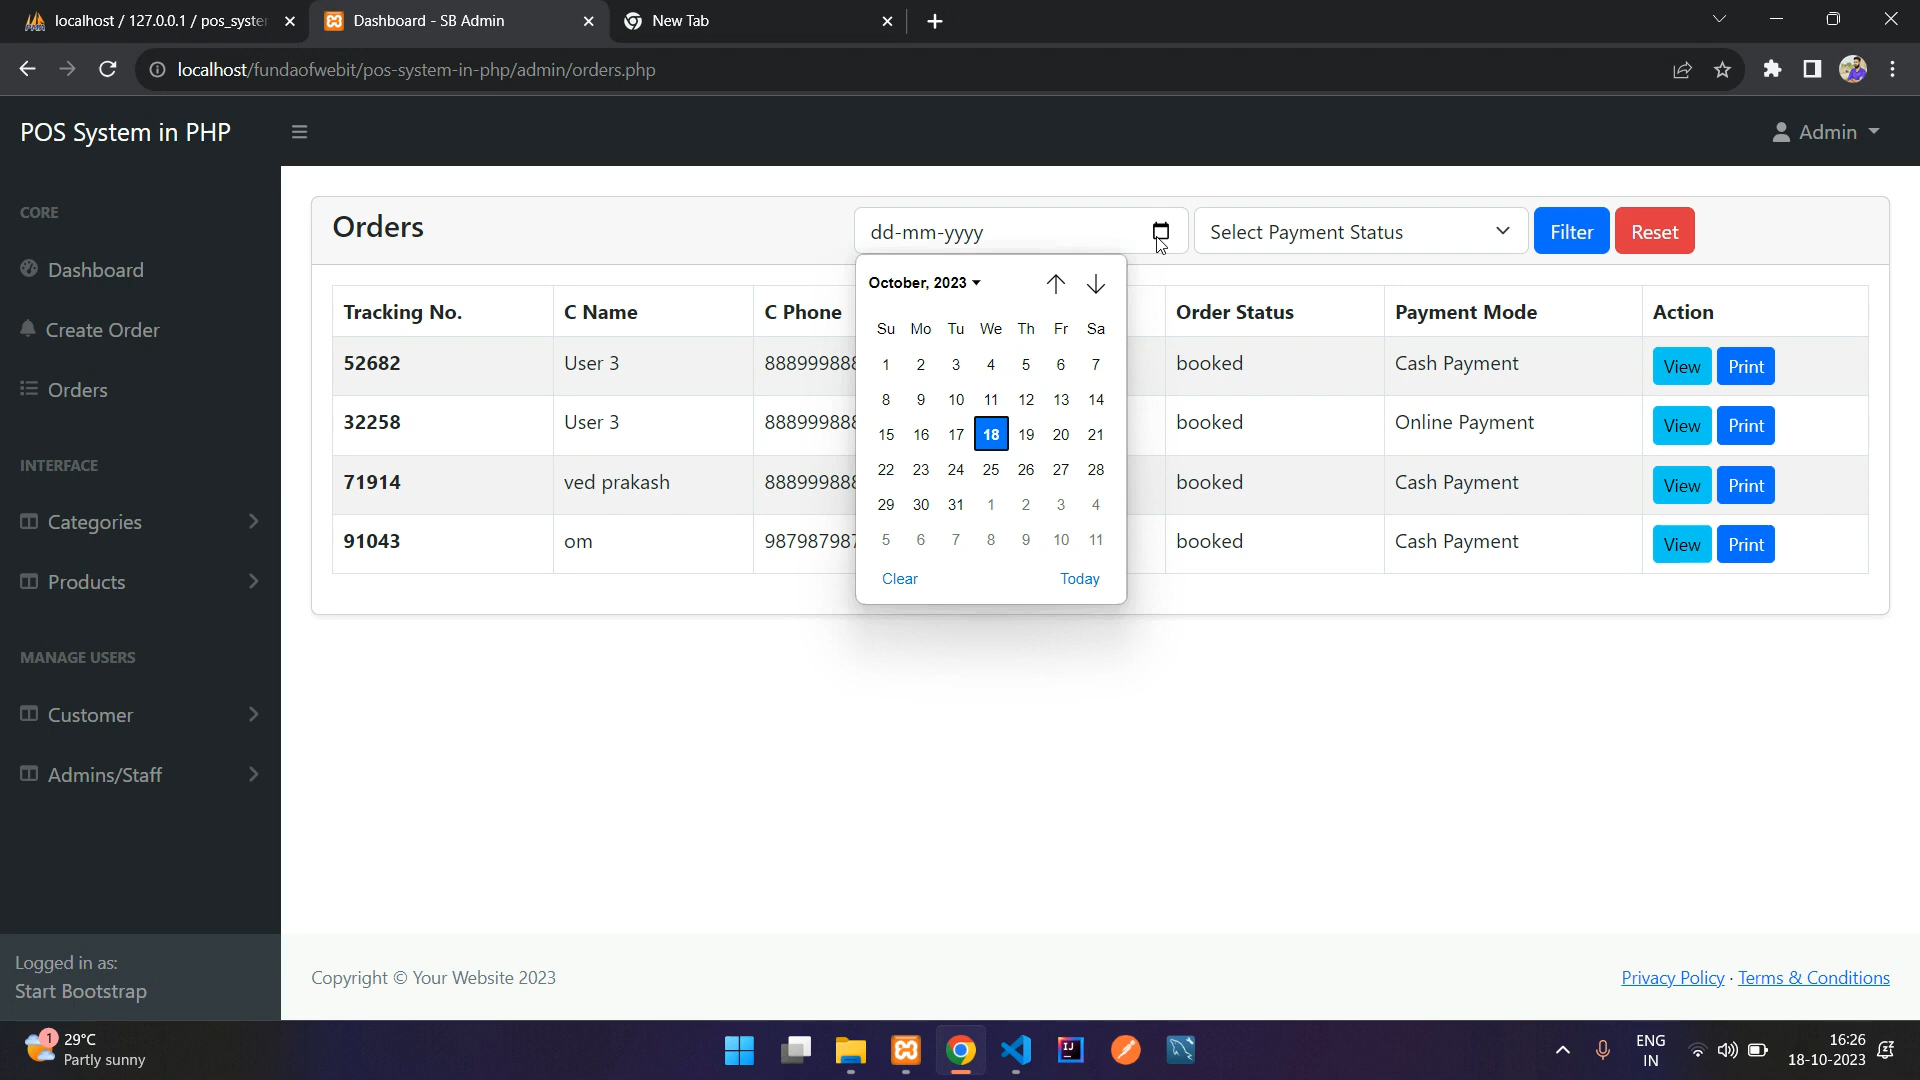 localhost / 127.0.0.1 / pos_syste
Dashboard - SB Admin
New Tab
localhost/fundaofwebit/pos-system-in-php/admin/orders.php
POS System in PHP
Admin
CORE
Dashboard
Create Order
Orders
INTERFACE
Categories
Products
MANAGE USERS
Customer
Admins/Staff
Logged in as:
Start Bootstrap
Orders
dd-mm-yyyy
Select Payment Status
Filter
Reset
Tracking No. C Name C Phone Order Status Payment Mode Action
52682 User 3 888999888 booked Cash Payment View Print
32258 User 3 888999888 booked Online Payment View Print
71914 ved prakash 888999888 booked Cash Payment View Print
91043 om 987987987 booked Cash Payment View Print
October, 2023
Su Mo Tu We Th Fr Sa
1 2 3 4 5 6 7
8 9 10 11 12 13 14
15 16 17 18 19 20 21
22 23 24 25 26 27 28
29 30 31 1 2 3 4
5 6 7 8 9 10 11
Clear Today
Copyright © Your Website 2023
Privacy Policy · Terms & Conditions
1
29°C
Partly sunny
IJ
ENG
IN
16:26
18-10-2023